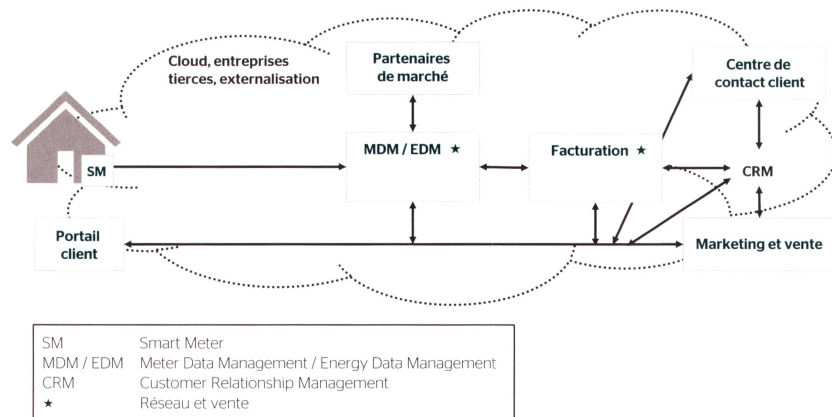 Cloud, entreprises
tierces, externalisation
Partenaires
de marché
Centre de
contact client
MDM / EDM ★
Facturation ★
SM
CRM
Portail
client
Marketing et vente
SM Smart Meter
MDM / EDM Meter Data Management / Energy Data Management
CRM Customer Relationship Management
★ Réseau et vente